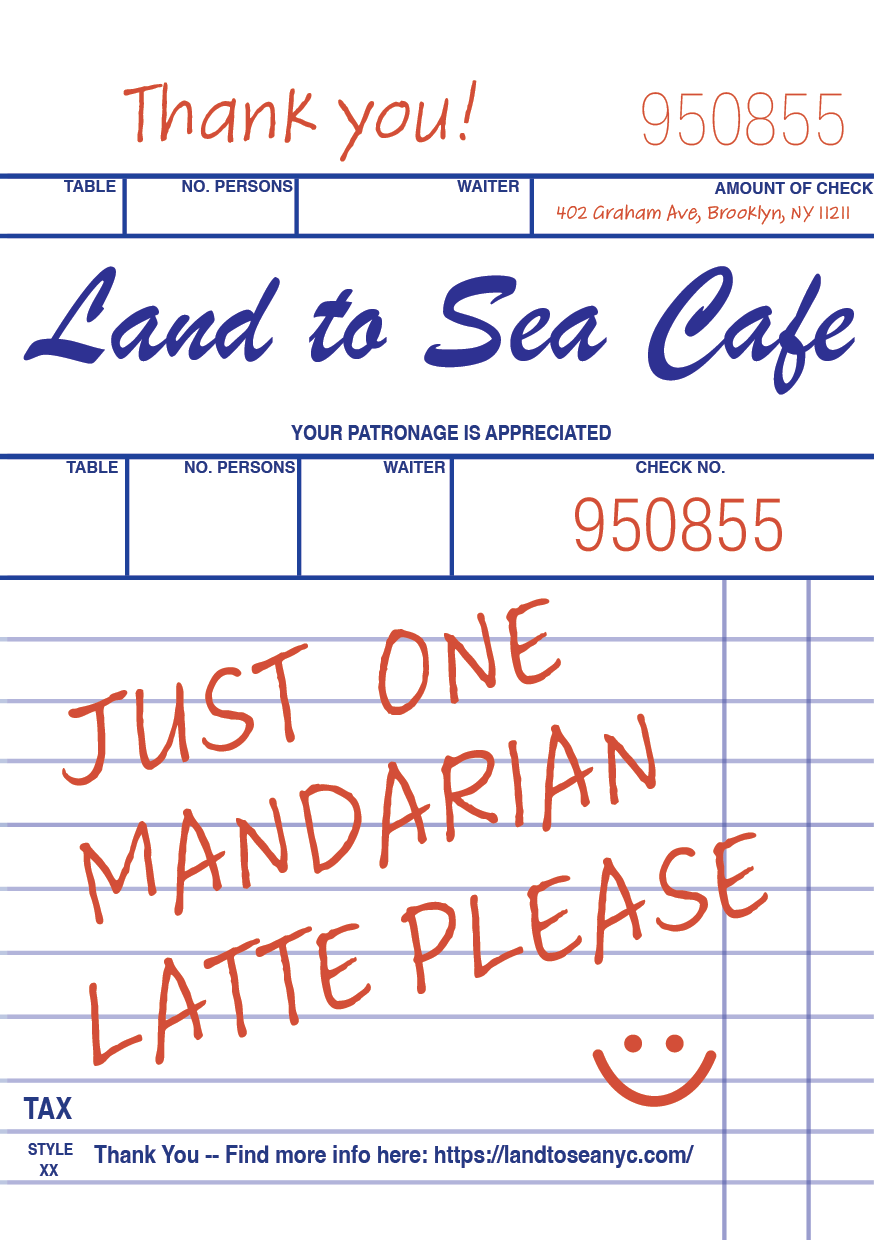 Thank you! 950855
TABLE NO. PERSONS WAITER AMOUNT OF CHECK
402 Graham Ave, Brooklyn, NY 11211
Land to Sea Cafe
YOUR PATRONAGE IS APPRECIATED
TABLE NO. PERSONS WAITER CHECK NO.
950855
JUST ONE
MANDARIAN
LATTE PLEASE
TAX
STYLE
XX
Thank You -- Find more info here: https://landtoseanyc.com/